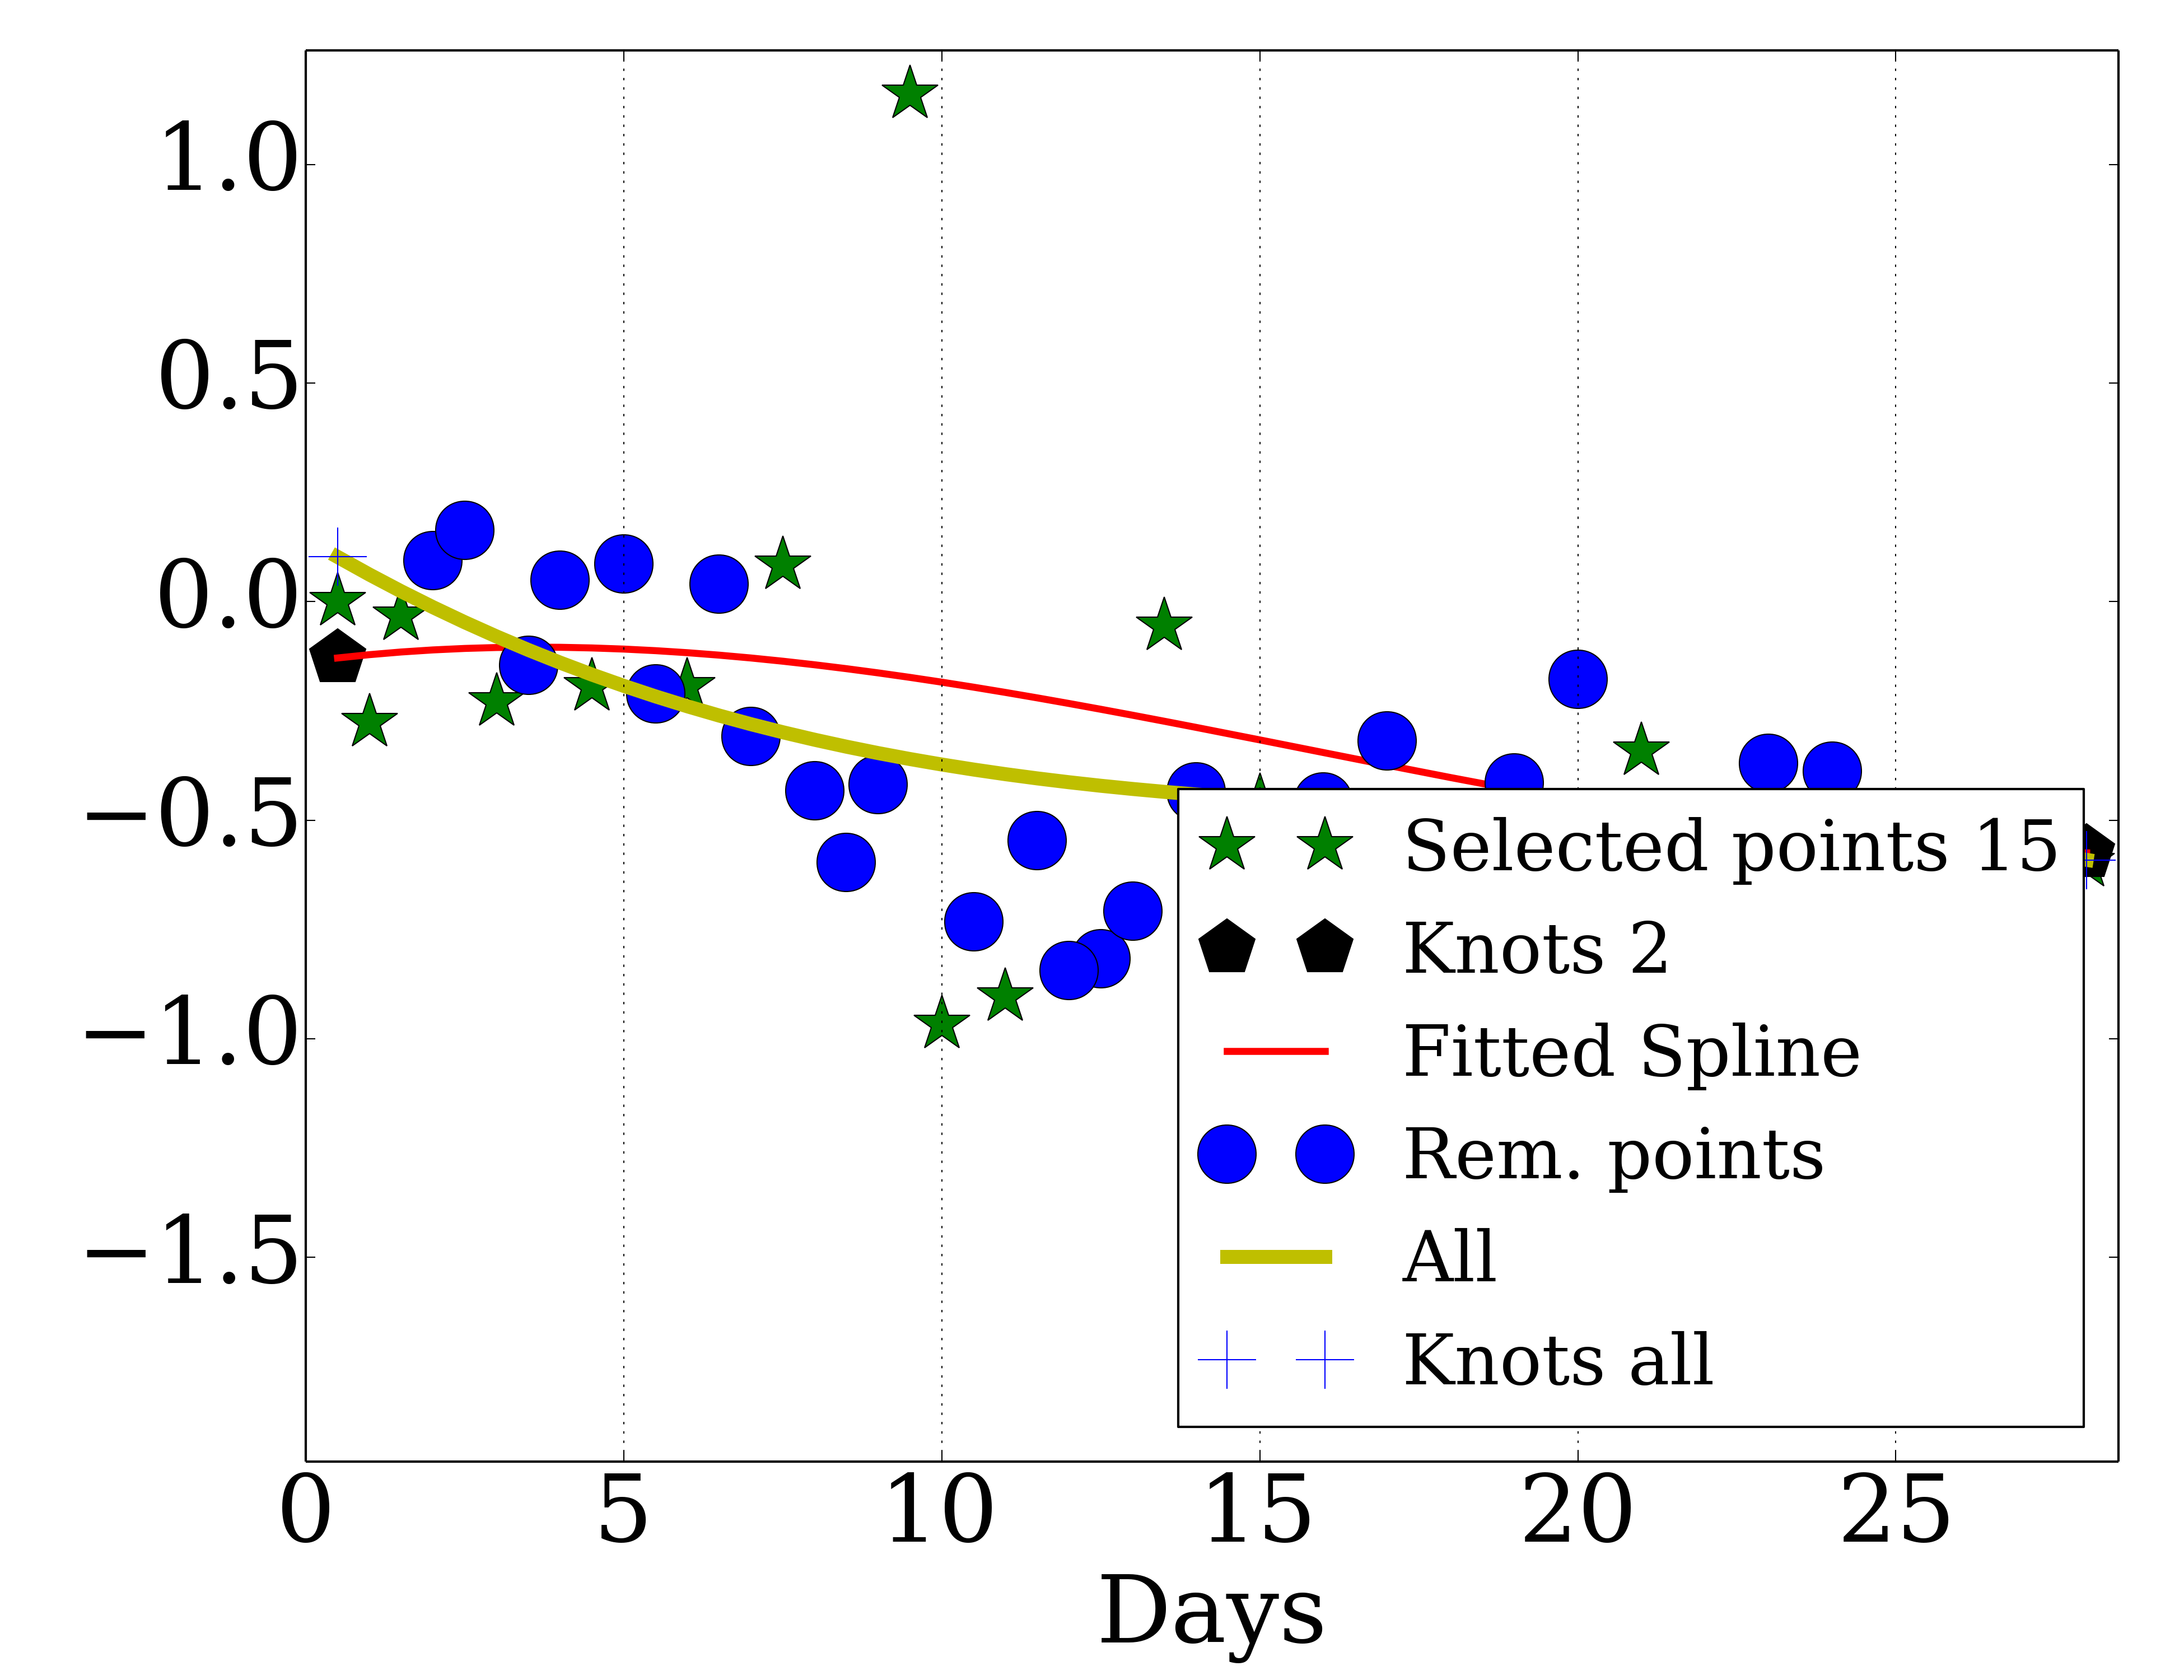 1.0
0.5
0.0
−0.5
−1.0
−1.5
Selected points 15
Knots 2
Fitted Spline
Rem. points
All
Knots all
0 5 10 15 20 25
Days